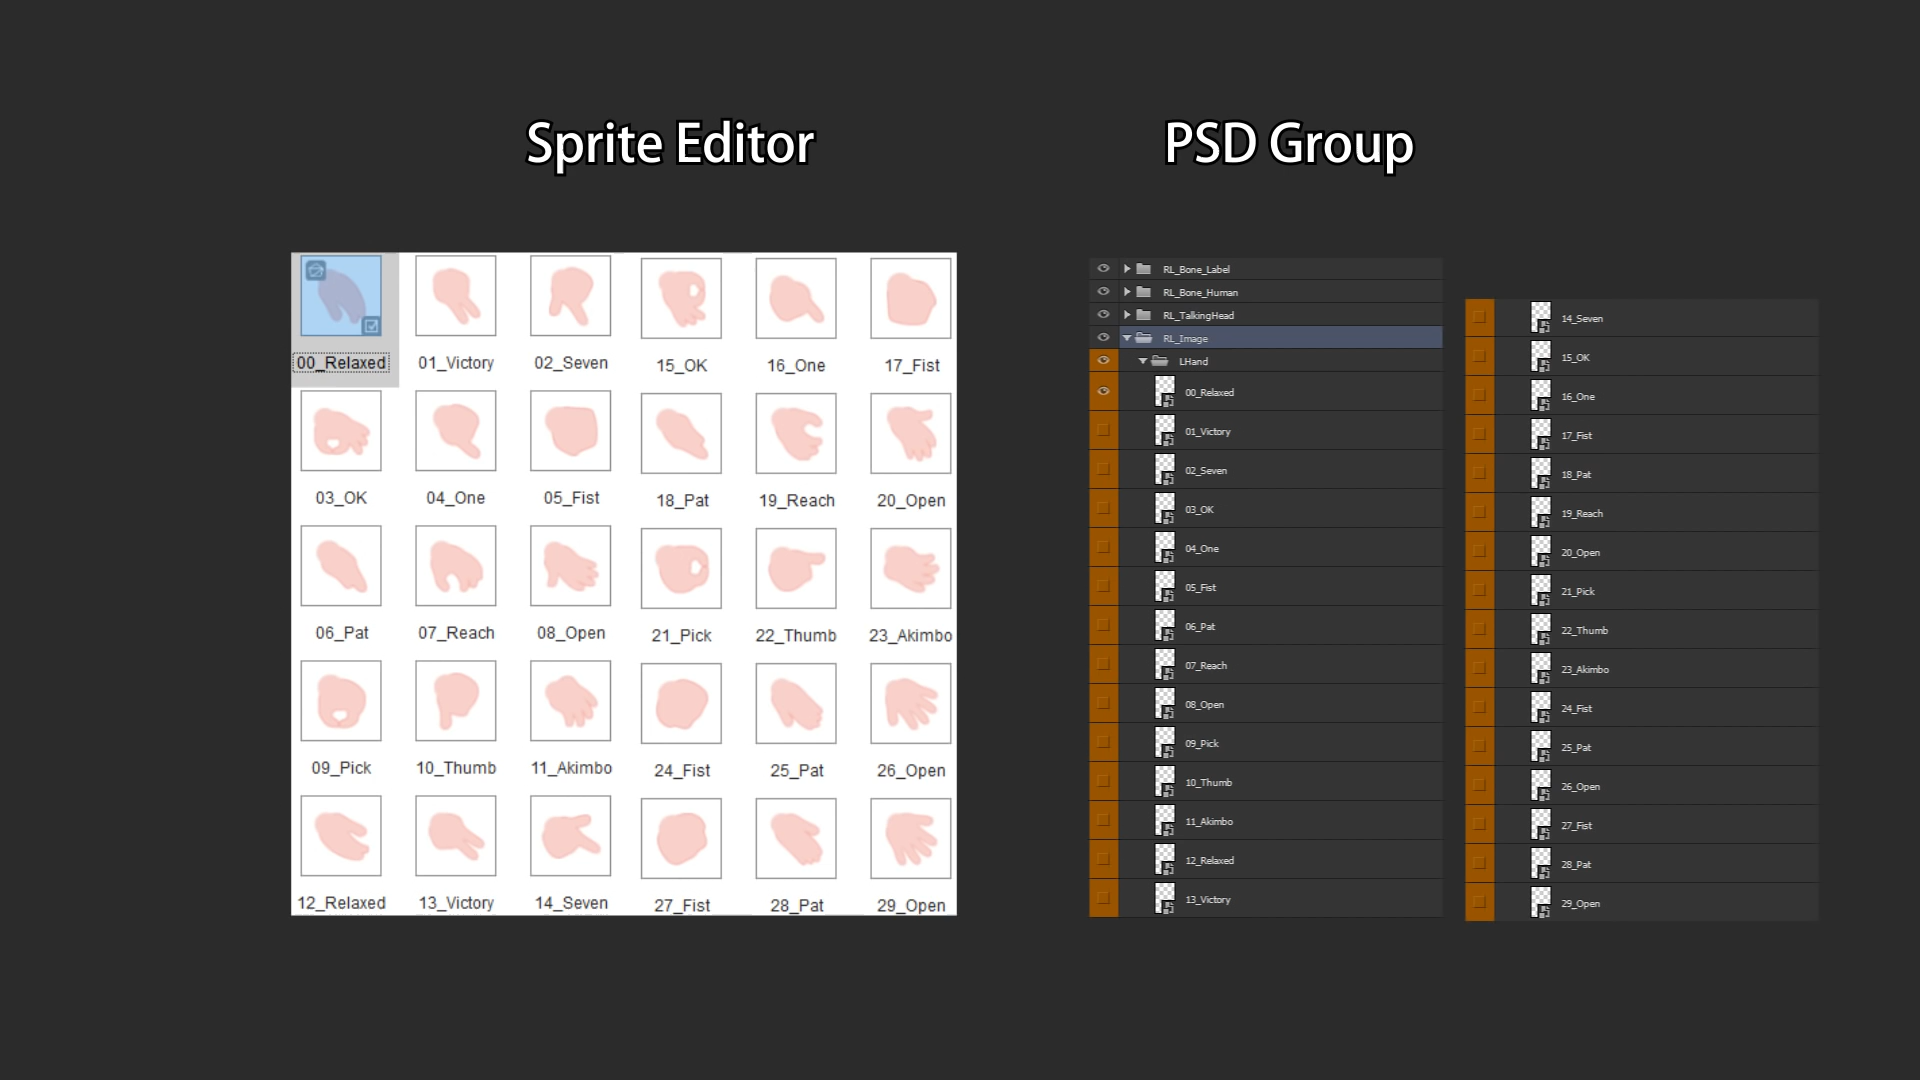 Sprite Editor
PSD Group
00_Relaxed 01_Victory 02_Seven 15_OK 16_One 17_Fist
03_OK 04_One 05_Fist 18_Pat 19_Reach 20_Open
06_Pat 07_Reach 08_Open 21_Pick 22_Thumb 23_Akimbo
09_Pick 10_Thumb 11_Akimbo 24_Fist 25_Pat 26_Open
12_Relaxed 13_Victory 14_Seven 27_Fist 28_Pat 29_Open
RL_Bone_Label
RL_Bone_Human
RL_TalkingHead
RL_Image
LHand
00_Relaxed
01_Victory
02_Seven
03_OK
04_One
05_Fist
06_Pat
07_Reach
08_Open
09_Pick
10_Thumb
11_Akimbo
12_Relaxed
13_Victory
14_Seven
15_OK
16_One
17_Fist
18_Pat
19_Reach
20_Open
21_Pick
22_Thumb
23_Akimbo
24_Fist
25_Pat
26_Open
27_Fist
28_Pat
29_Open